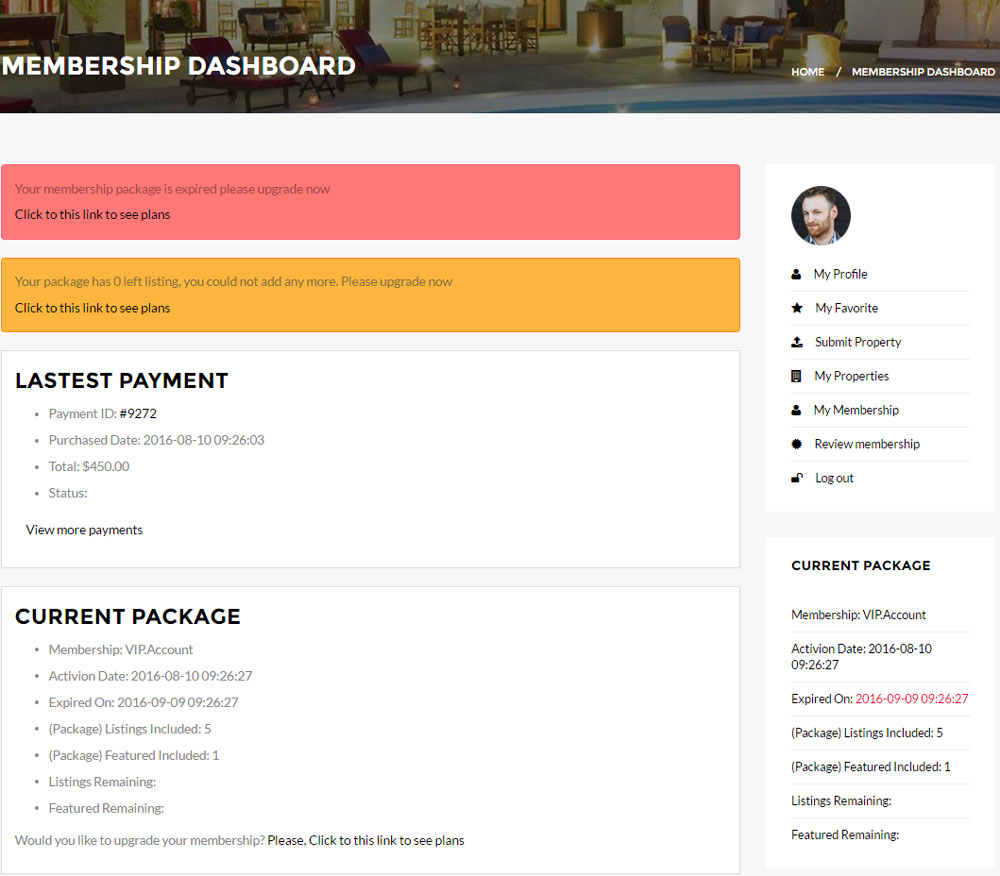 MEMBERSHIP DASHBOARD
HOME / MEMBERSHIP DASHBOARD
Your membership package is expired please upgrade now
Click to this link to see plans
Your package has 0 left listing, you could not add any more. Please upgrade now
Click to this link to see plans
LASTEST PAYMENT
Payment ID: #9272
Purchased Date: 2016-08-10 09:26:03
Total: $450.00
Status:
View more payments
CURRENT PACKAGE
Membership: VIP.Account
Activion Date: 2016-08-10 09:26:27
Expired On: 2016-09-09 09:26:27
(Package) Listings Included: 5
(Package) Featured Included: 1
Listings Remaining:
Featured Remaining:
Would you like to upgrade your membership? Please, Click to this link to see plans
My Profile
My Favorite
Submit Property
My Properties
My Membership
Review membership
Log out
CURRENT PACKAGE
Membership: VIP.Account
Activion Date: 2016-08-10
09:26:27
Expired On: 2016-09-09 09:26:27
(Package) Listings Included: 5
(Package) Featured Included: 1
Listings Remaining:
Featured Remaining: